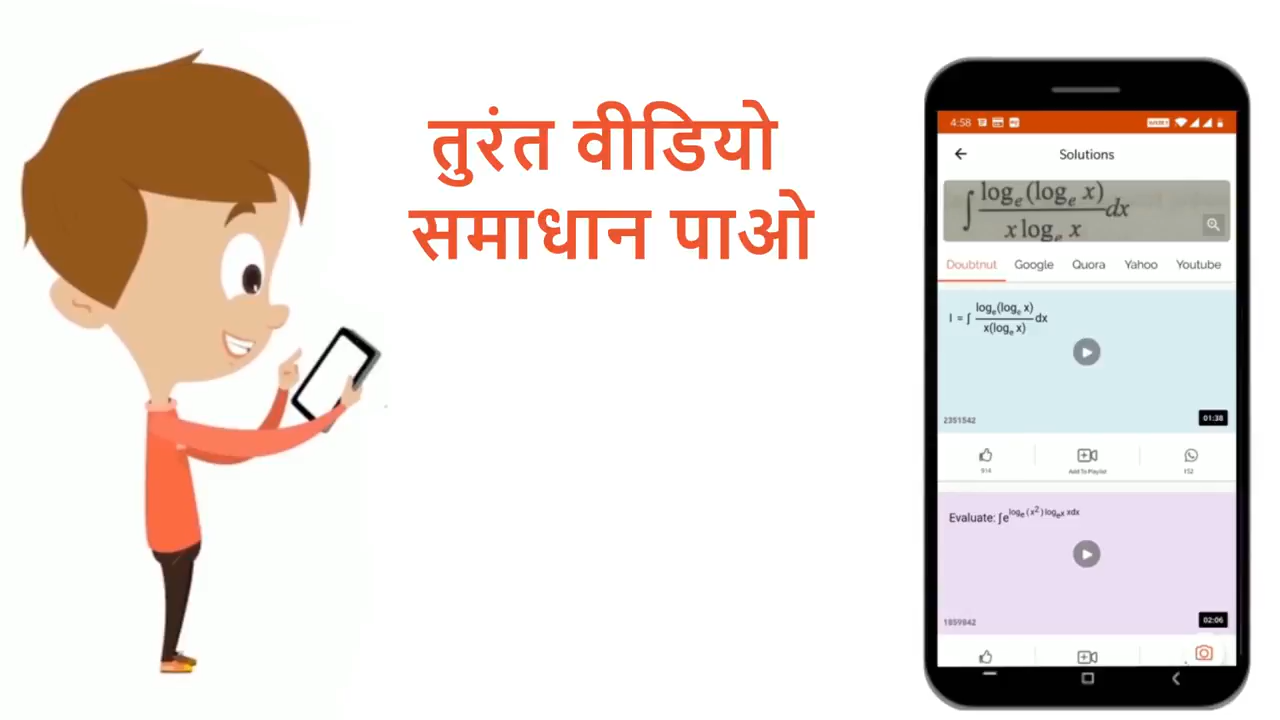 तुरंत वीडियो
समाधान पाओ
4:58
Solutions
∫ logₑ(logₑ x) / x logₑ x dx
Doubtnut Google Quora Yahoo Youtube
I = ∫ logₑ(logₑ x) / x(logₑ x) dx
2351542
01:38
914
Add To Playlist
152
Evaluate: ∫e^logₑ(x²)logₑx xdx
1859842
02:06